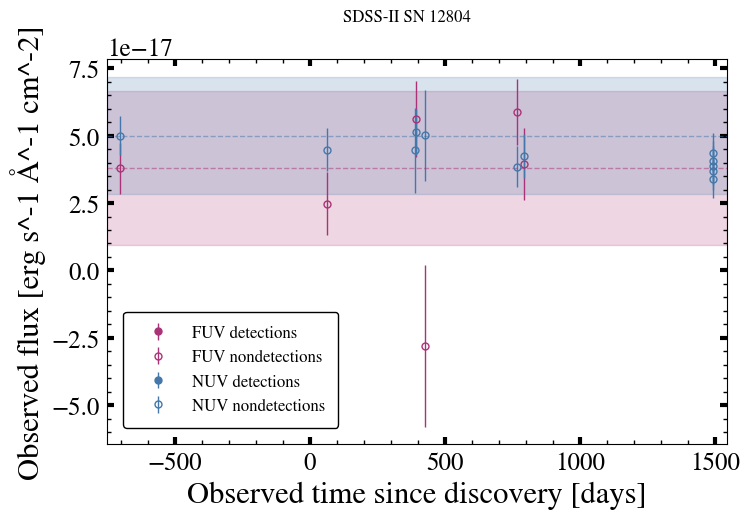 SDSS-II SN 12804
1e−17
Observed flux [erg s^-1 Å^-1 cm^-2]
7.5
5.0
2.5
0.0
−2.5
−5.0
FUV detections
FUV nondetections
NUV detections
NUV nondetections
−500
0
500
1000
1500
Observed time since discovery [days]